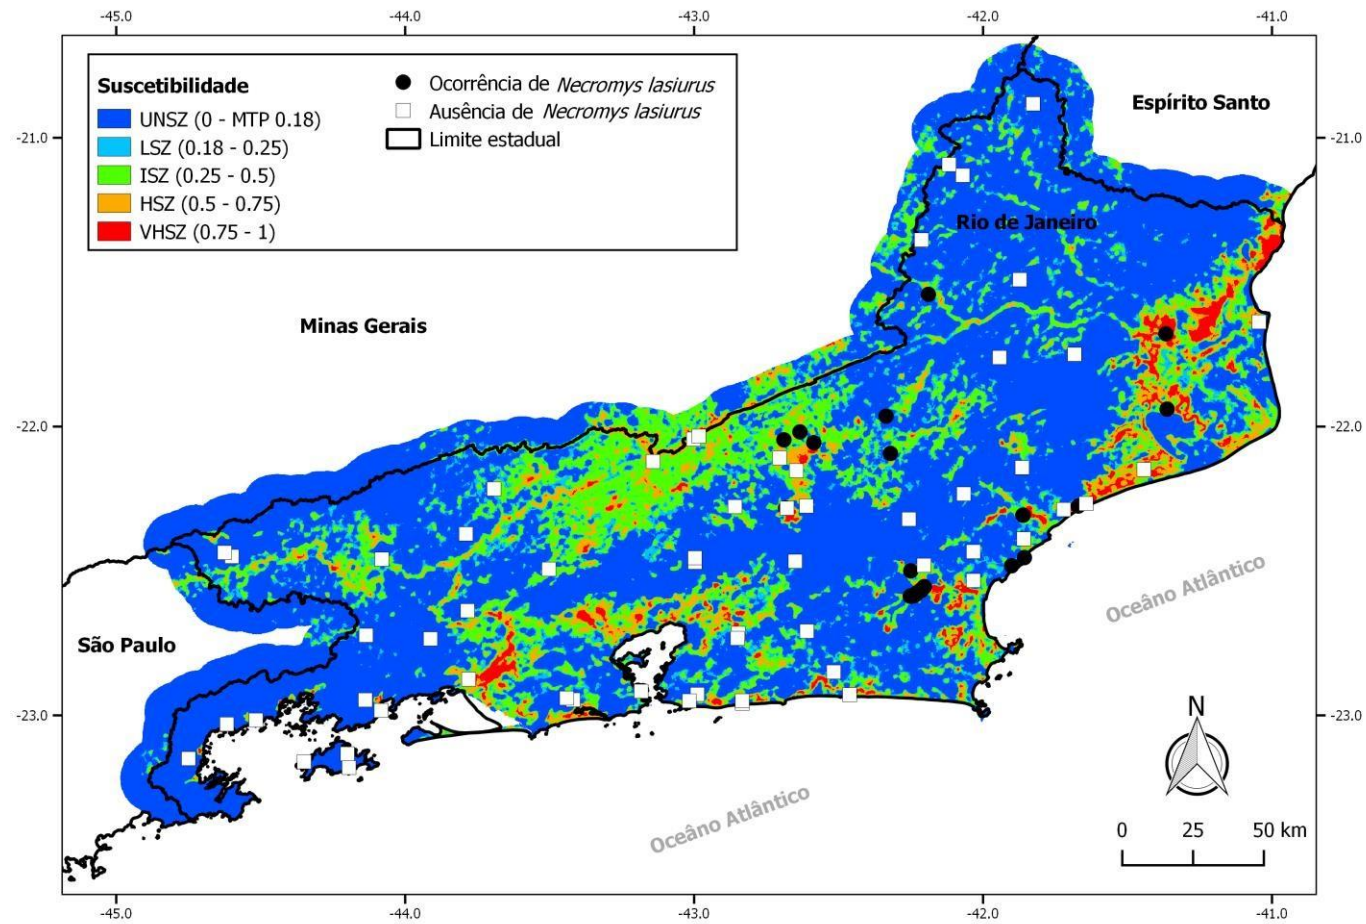 -45.0 -44.0 -43.0 -42.0 -41.0
Suscetibilidade
UNSZ (0 - MTP 0.18)
LSZ (0.18 - 0.25)
ISZ (0.25 - 0.5)
HSZ (0.5 - 0.75)
VHSZ (0.75 - 1)
Ocorrência de Necromys lasiurus
Ausência de Necromys lasiurus
Limite estadual
Espírito Santo
-21.0 -21.0
Rio de Janeiro
Minas Gerais
-22.0 -22.0
Oceâno Atlântico
São Paulo
-23.0 -23.0
N
Oceâno Atlântico
0 25 50 km
-45.0 -44.0 -43.0 -42.0 -41.0